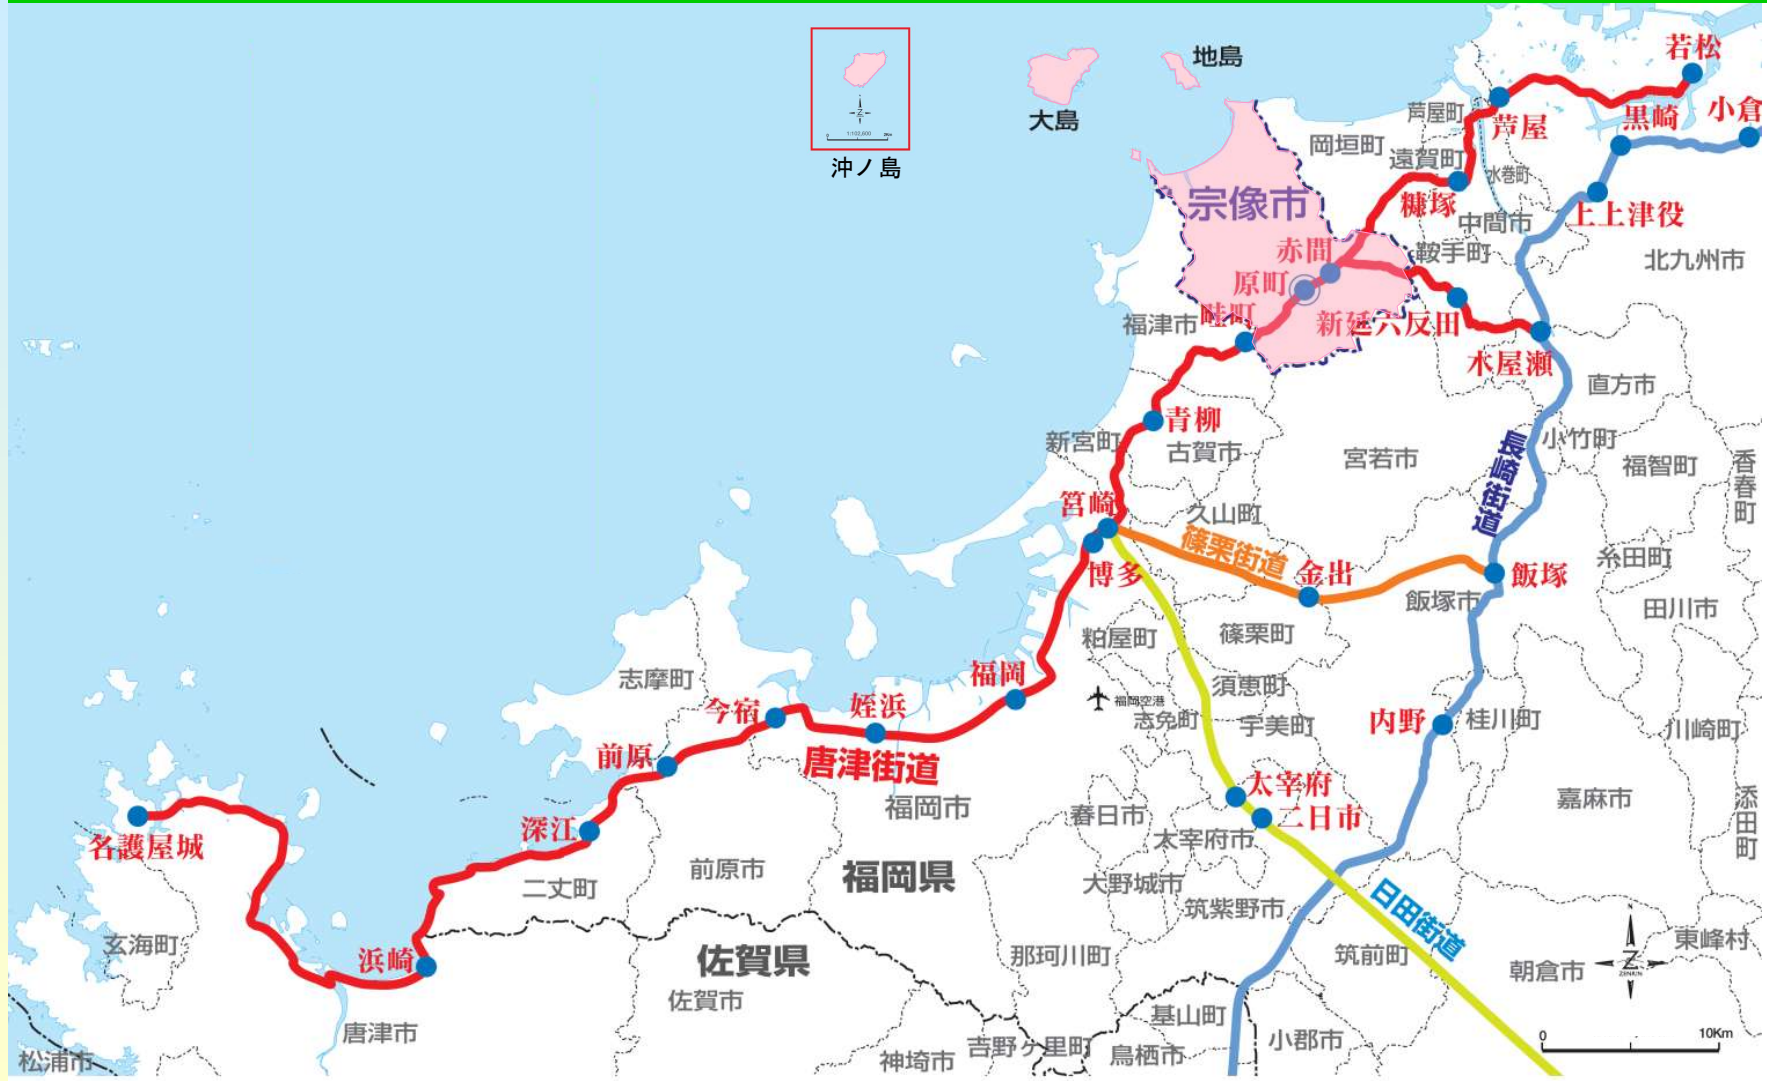 若松
地島
小倉
大島
芦屋町
芦屋
黒崎
岡垣町
遠賀町
水巻町
沖ノ島
1:100,000
宗像市
糠塚
上上津役
中間市
赤間
鞍手町
北九州市
原町
畦町
福津市
新延六反田
木屋瀬
直方市
青柳
新宮町
古賀市
宮若市
長崎街道
小竹町
福智町
香春町
筥崎
久山町
篠栗街道
金出
博多
糸田町
飯塚
飯塚市
田川市
粕屋町
篠栗町
志摩町
福岡
須恵町
福岡空港
今宿
姪浜
志免町
宇美町
内野
桂川町
川崎町
前原
唐津街道
太宰府
福岡市
二日市
嘉麻市
添田町
春日市
名護屋城
深江
太宰府市
前原市
福岡県
二丈町
大野城市
筑紫野市
日田街道
玄海町
浜崎
佐賀県
那珂川町
筑前町
朝倉市
東峰村
N
Z
ZENRIN
佐賀市
唐津市
基山町
小郡市
0
10Km
松浦市
神埼市
吉野ヶ里町
鳥栖市